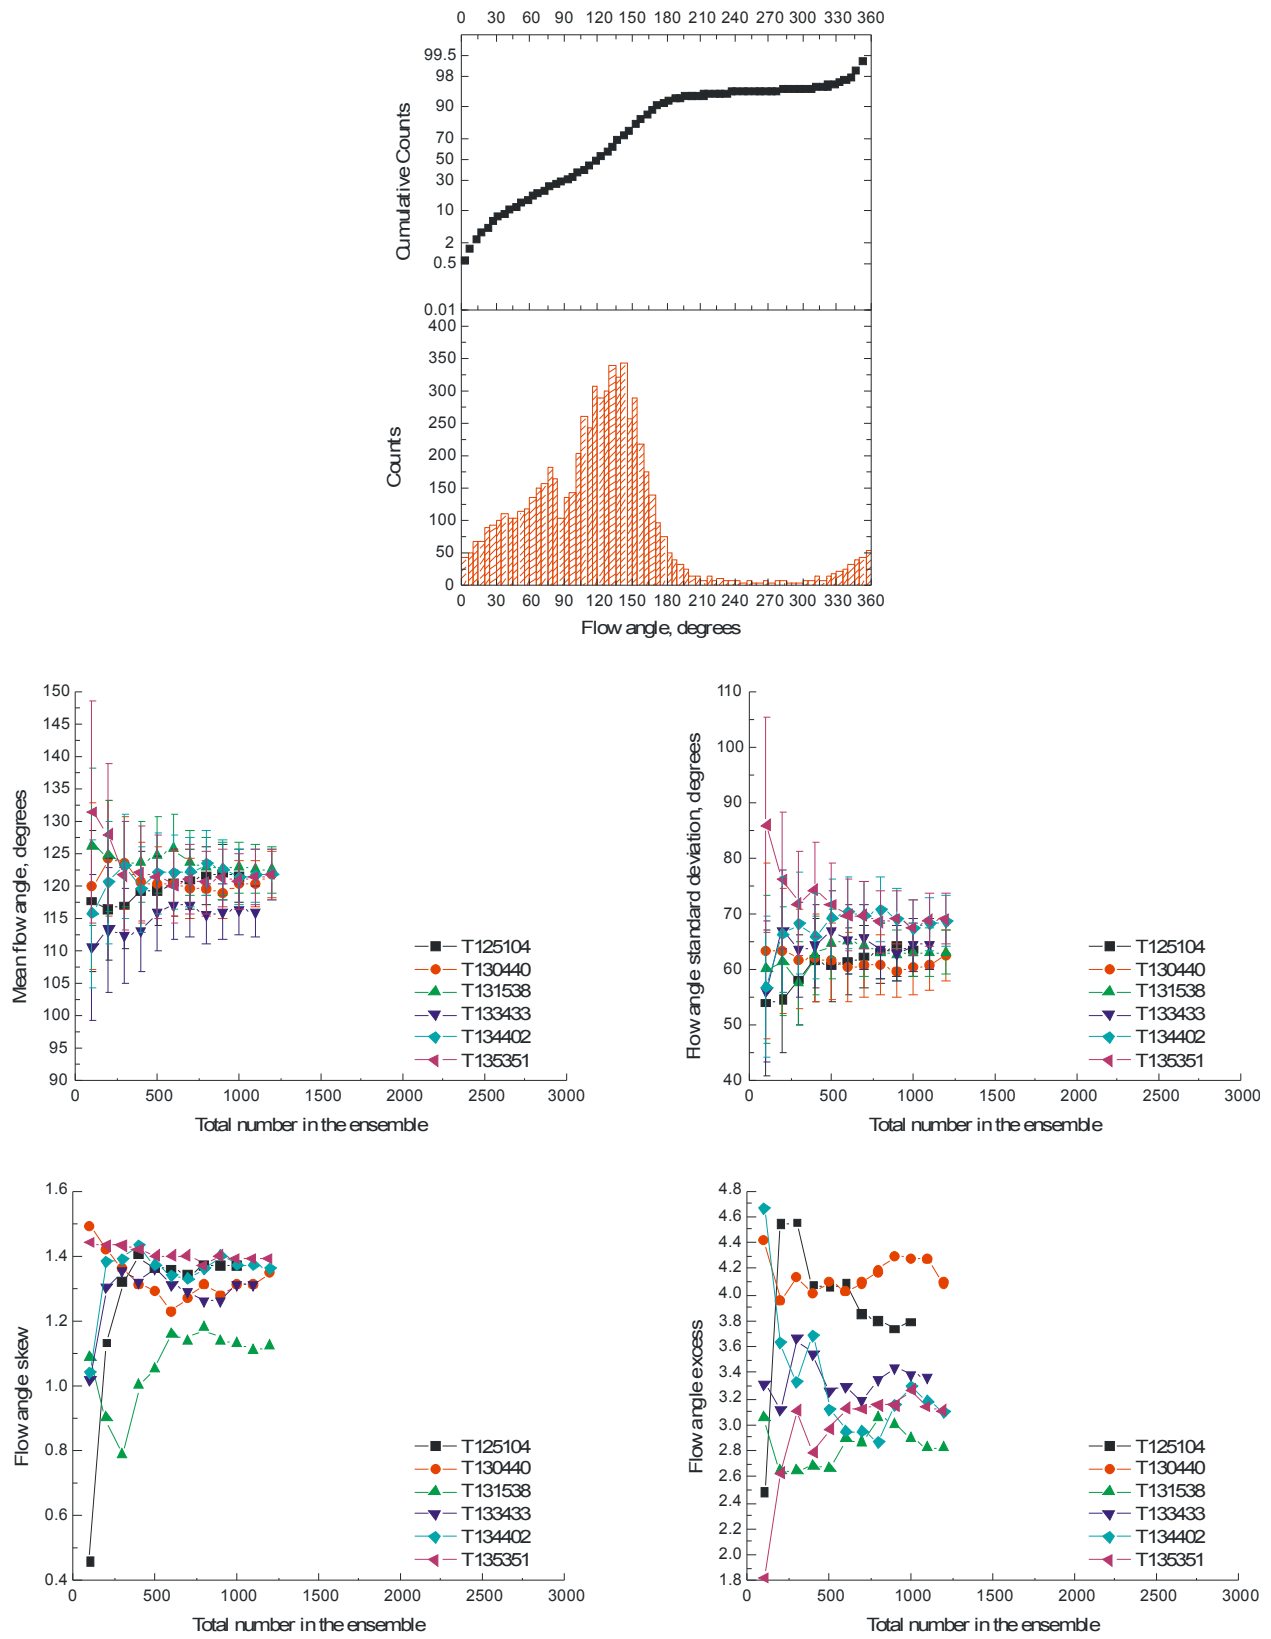 0 30 60 90 120 150 180 210 240 270 300 330 360
99.5
98
90
70
50
30
10
2
0.5
0.01
Cumulative Counts
400
350
300
250
200
150
100
50
0
Counts
0 30 60 90 120 150 180 210 240 270 300 330 360
Flow angle, degrees
150
145
140
135
130
125
120
115
110
105
100
95
90
Mean flow angle, degrees
T125104
T130440
T131538
T133433
T134402
T135351
0 500 1000 1500 2000 2500 3000
Total number in the ensemble
110
100
90
80
70
60
50
40
Flow angle standard deviation, degrees
T125104
T130440
T131538
T133433
T134402
T135351
0 500 1000 1500 2000 2500 3000
Total number in the ensemble
1.6
1.4
1.2
1.0
0.8
0.6
0.4
Flow angle skew
T125104
T130440
T131538
T133433
T134402
T135351
0 500 1000 1500 2000 2500 3000
Total number in the ensemble
4.8
4.6
4.4
4.2
4.0
3.8
3.6
3.4
3.2
3.0
2.8
2.6
2.4
2.2
2.0
1.8
Flow angle excess
T125104
T130440
T131538
T133433
T134402
T135351
0 500 1000 1500 2000 2500 3000
Total number in the ensemble